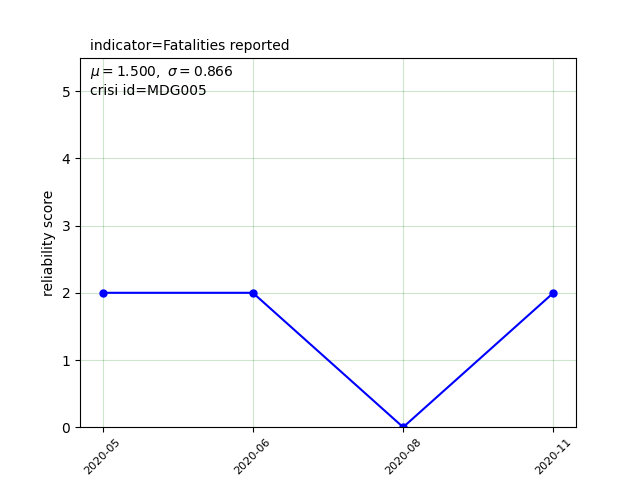 indicator=Fatalities reported
μ = 1.500, σ = 0.866
crisi id=MDG005
reliability score
5
4
3
2
1
0
2020-05
2020-06
2020-08
2020-11